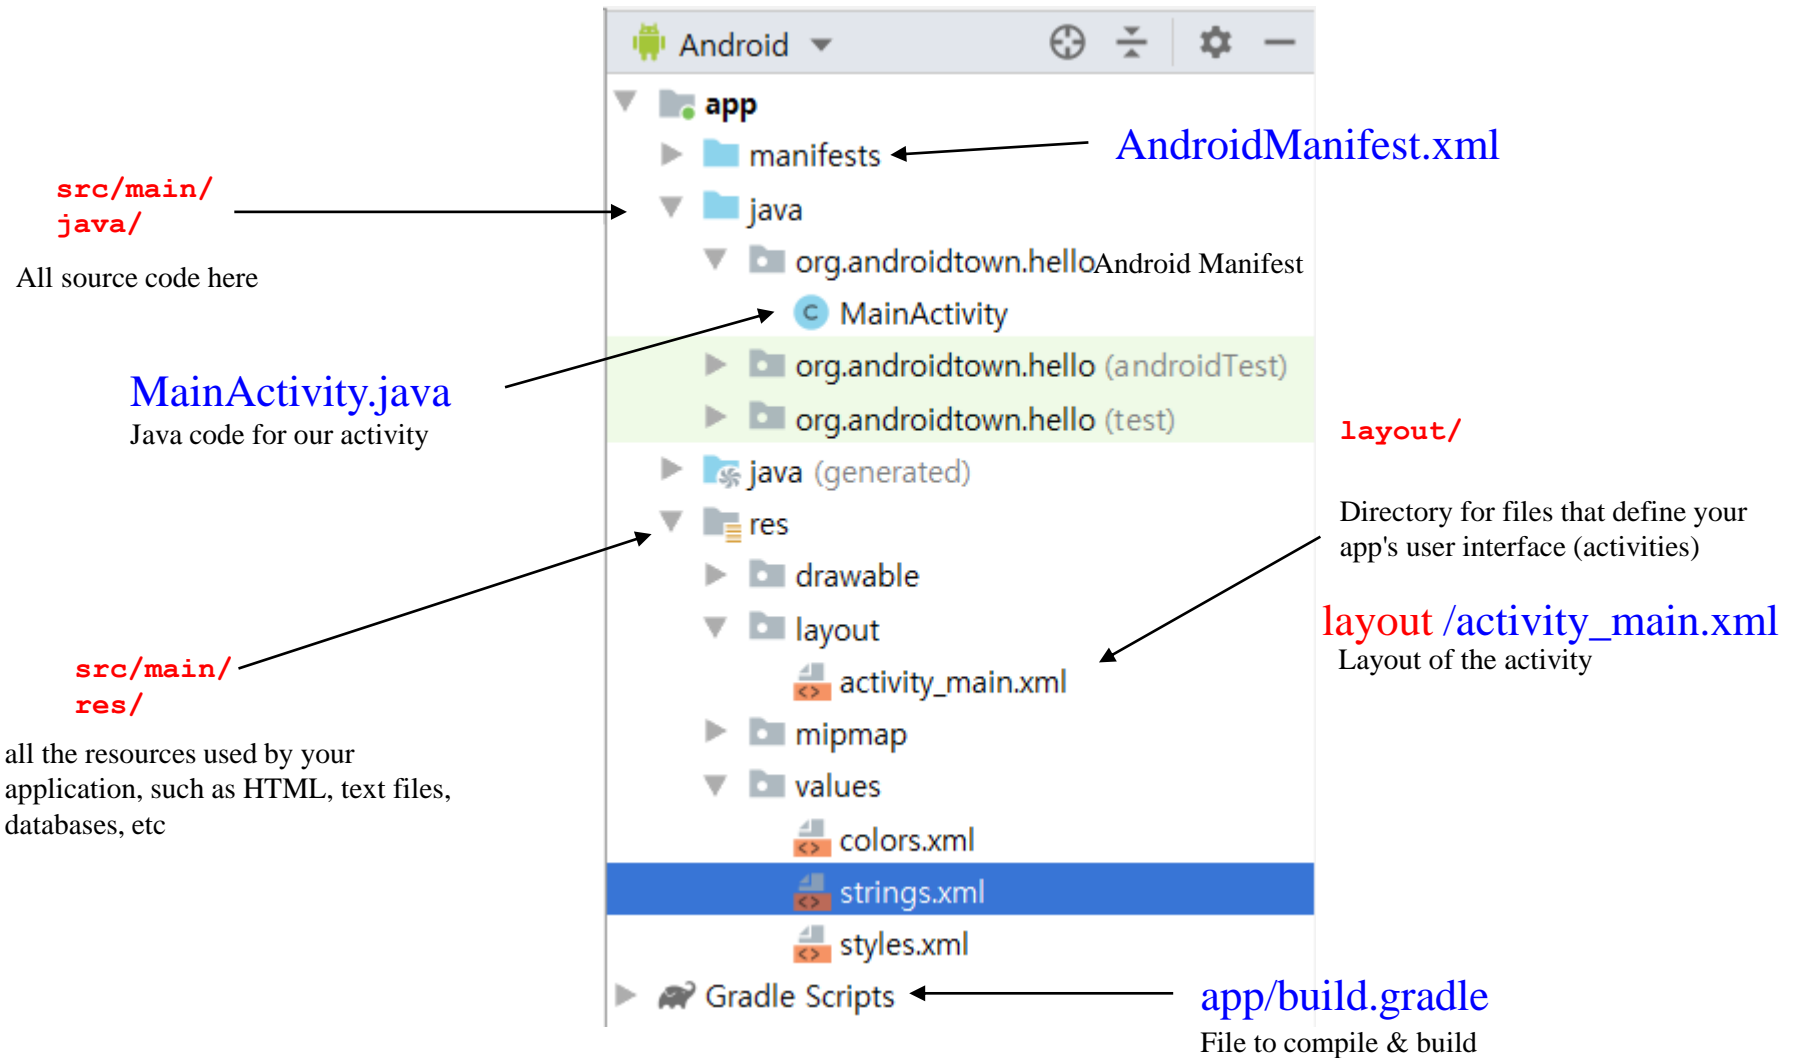 Android
app
manifests
AndroidManifest.xml
src/main/
java/
java
All source code here
org.androidtown.hello
Android Manifest
MainActivity
MainActivity.java
Java code for our activity
org.androidtown.hello (androidTest)
org.androidtown.hello (test)
layout/
java (generated)
Directory for files that define your
app's user interface (activities)
res
drawable
layout
layout /activity_main.xml
Layout of the activity
src/main/
res/
activity_main.xml
all the resources used by your
application, such as HTML, text files,
databases, etc
mipmap
values
colors.xml
strings.xml
styles.xml
Gradle Scripts
app/build.gradle
File to compile & build